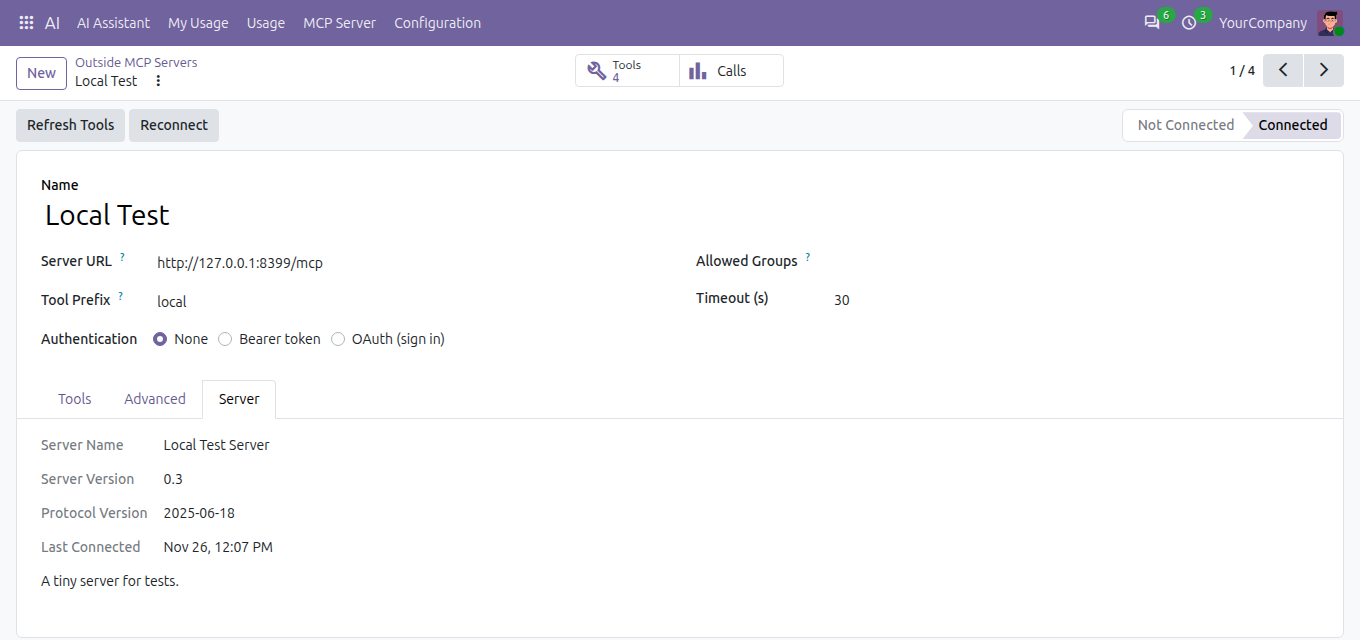 AI AI Assistant My Usage Usage MCP Server Configuration 6 3 YourCompany
New Outside MCP Servers
Local Test
Tools 4 Calls 1 / 4
Refresh Tools Reconnect Not Connected Connected
Name
Local Test
Server URL ? http://127.0.0.1:8399/mcp Allowed Groups ?
Tool Prefix ? local Timeout (s) 30
Authentication None Bearer token OAuth (sign in)
Tools Advanced Server
Server Name Local Test Server
Server Version 0.3
Protocol Version 2025-06-18
Last Connected Nov 26, 12:07 PM
A tiny server for tests.